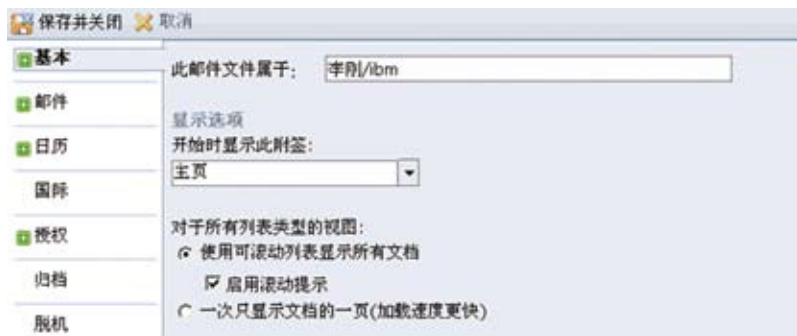 保存并关闭 取消
基本
邮件
日历
国际
授权
归档
脱机
此邮件文件属于: 李刚/ibm
显示选项
开始时显示此附签:
主页
对于所有列表类型的视图:
使用可滚动列表显示所有文档
启用滚动提示
一次只显示文档的一页(加载速度更快)